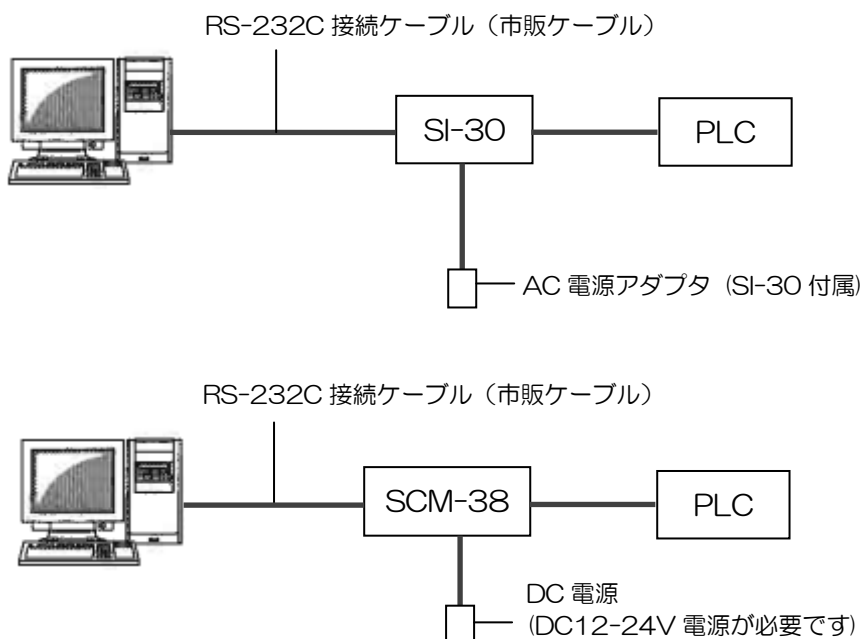 RS-232C 接続ケーブル（市販ケーブル）
SI-30
PLC
AC 電源アダプタ (SI-30 付属)
RS-232C 接続ケーブル（市販ケーブル）
SCM-38
PLC
DC 電源
(DC12-24V 電源が必要です)